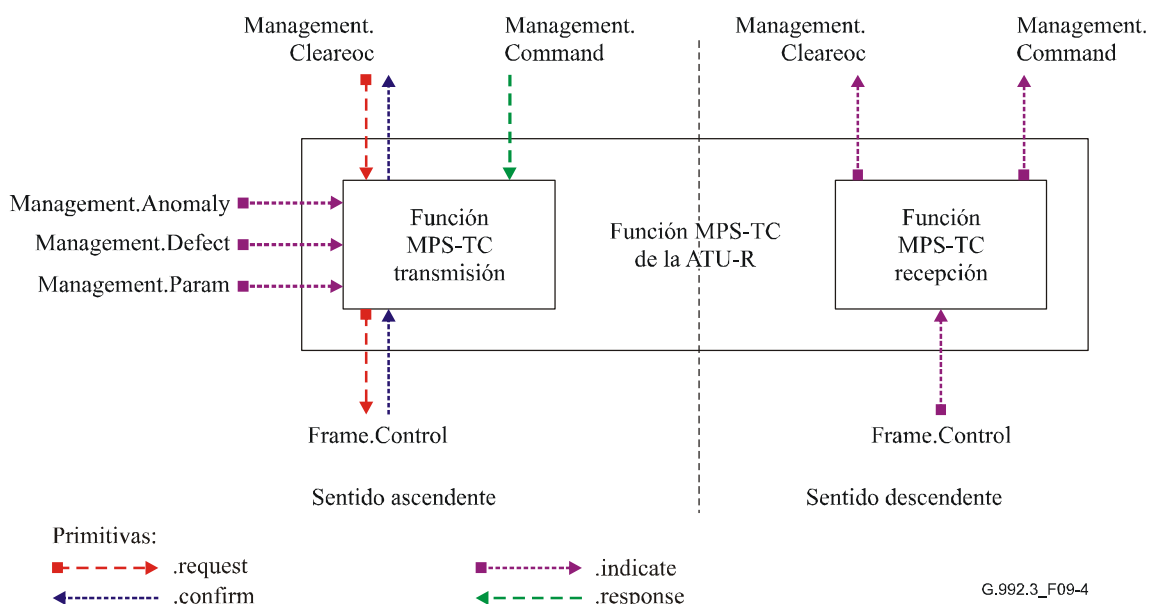 Management.
Cleareoc
Management.
Command
Management.
Cleareoc
Management.
Command
Management.Anomaly
Management.Defect
Management.Param
Función
MPS-TC
transmisión
Función MPS-TC
de la ATU-R
Función
MPS-TC
recepción
Frame.Control
Frame.Control
Sentido ascendente
Sentido descendente
Primitivas:
.request
.confirm
.indicate
.response
G.992.3_F09-4